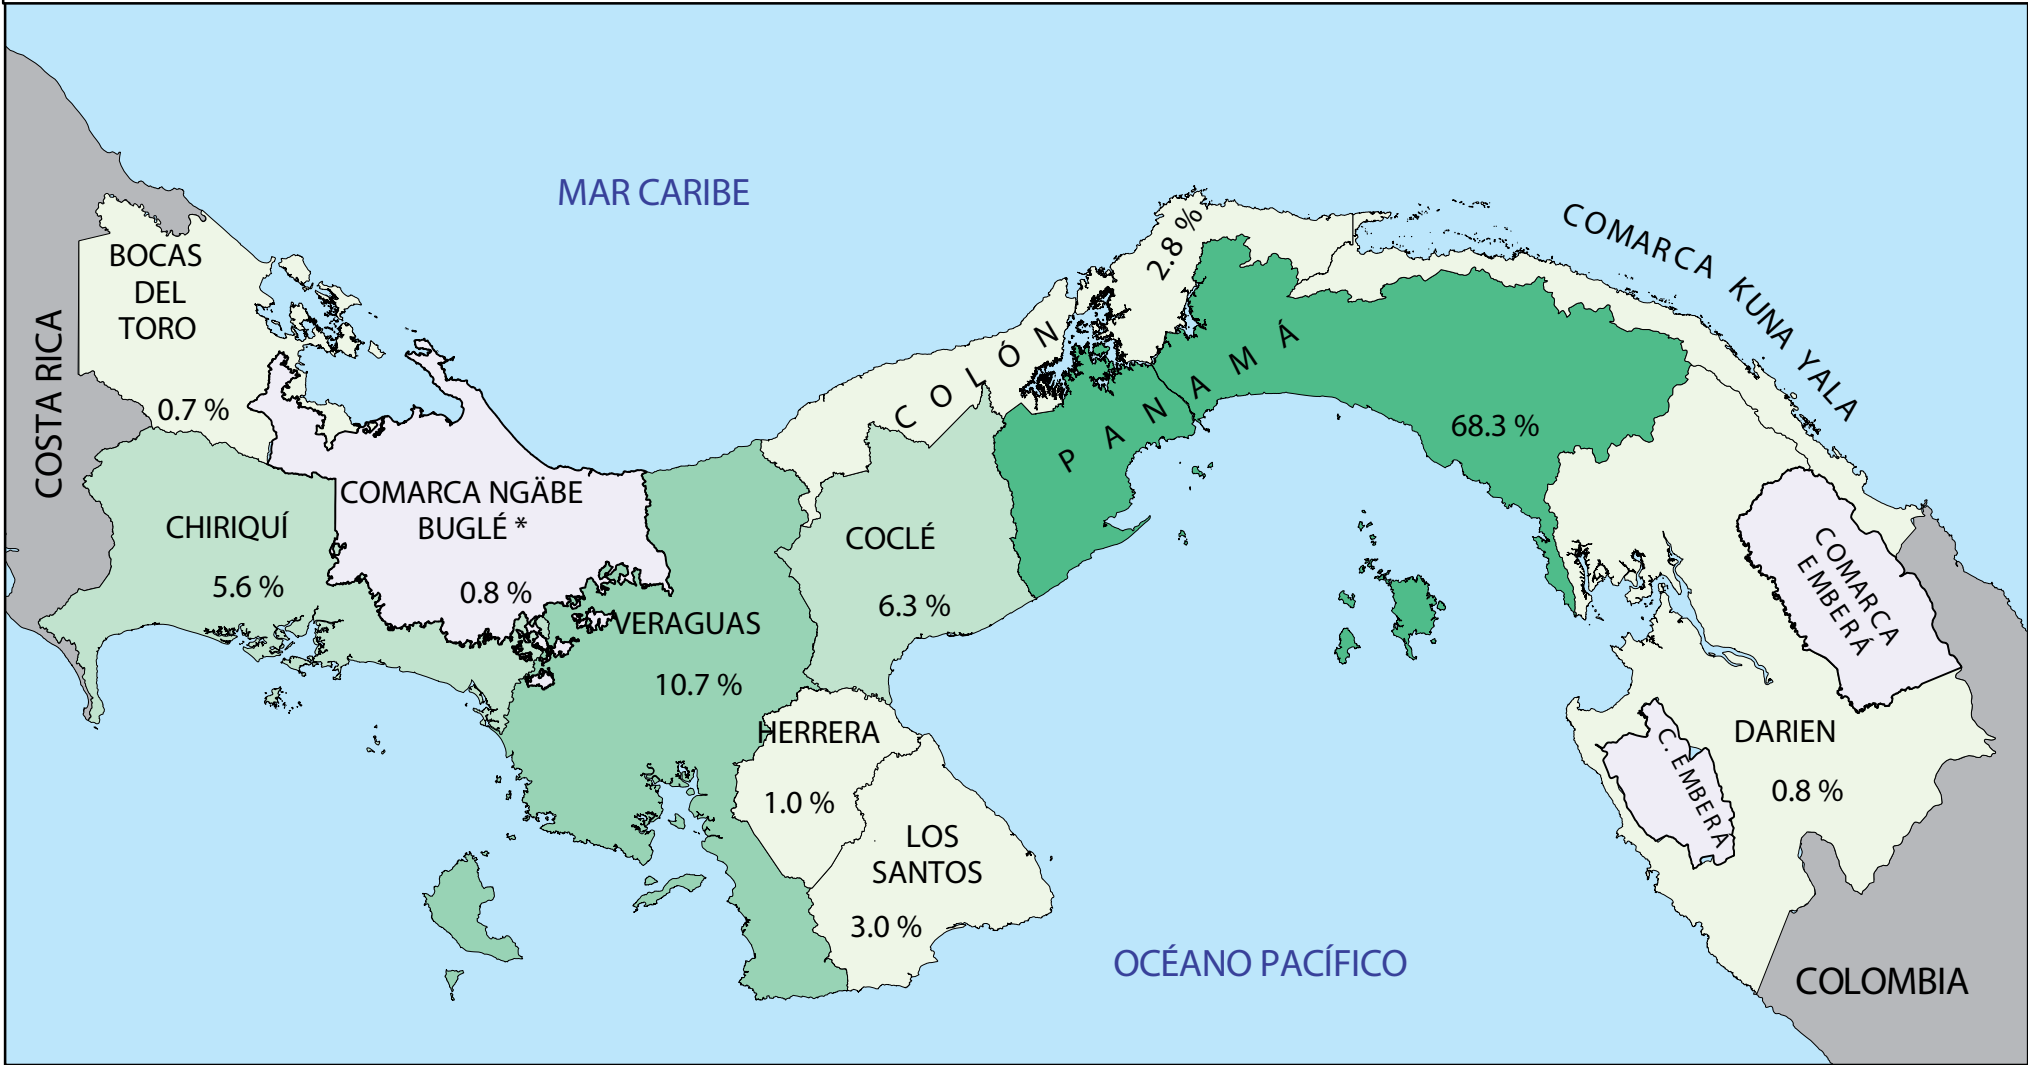 MAR CARIBE
COSTA RICA
BOCAS
DEL
TORO
0.7 %
CHIRIQUÍ
5.6 %
COMARCA NGÄBE
BUGLÉ *
0.8 %
VERAGUAS
10.7 %
COCLÉ
6.3 %
COLÓN
2.8 %
PANAMÁ
68.3 %
COMARCA KUNA YALA
HERRERA
1.0 %
LOS
SANTOS
3.0 %
COMARCA
EMBERÁ
C. EMBERÁ
DARIEN
0.8 %
OCÉANO PACÍFICO
COLOMBIA